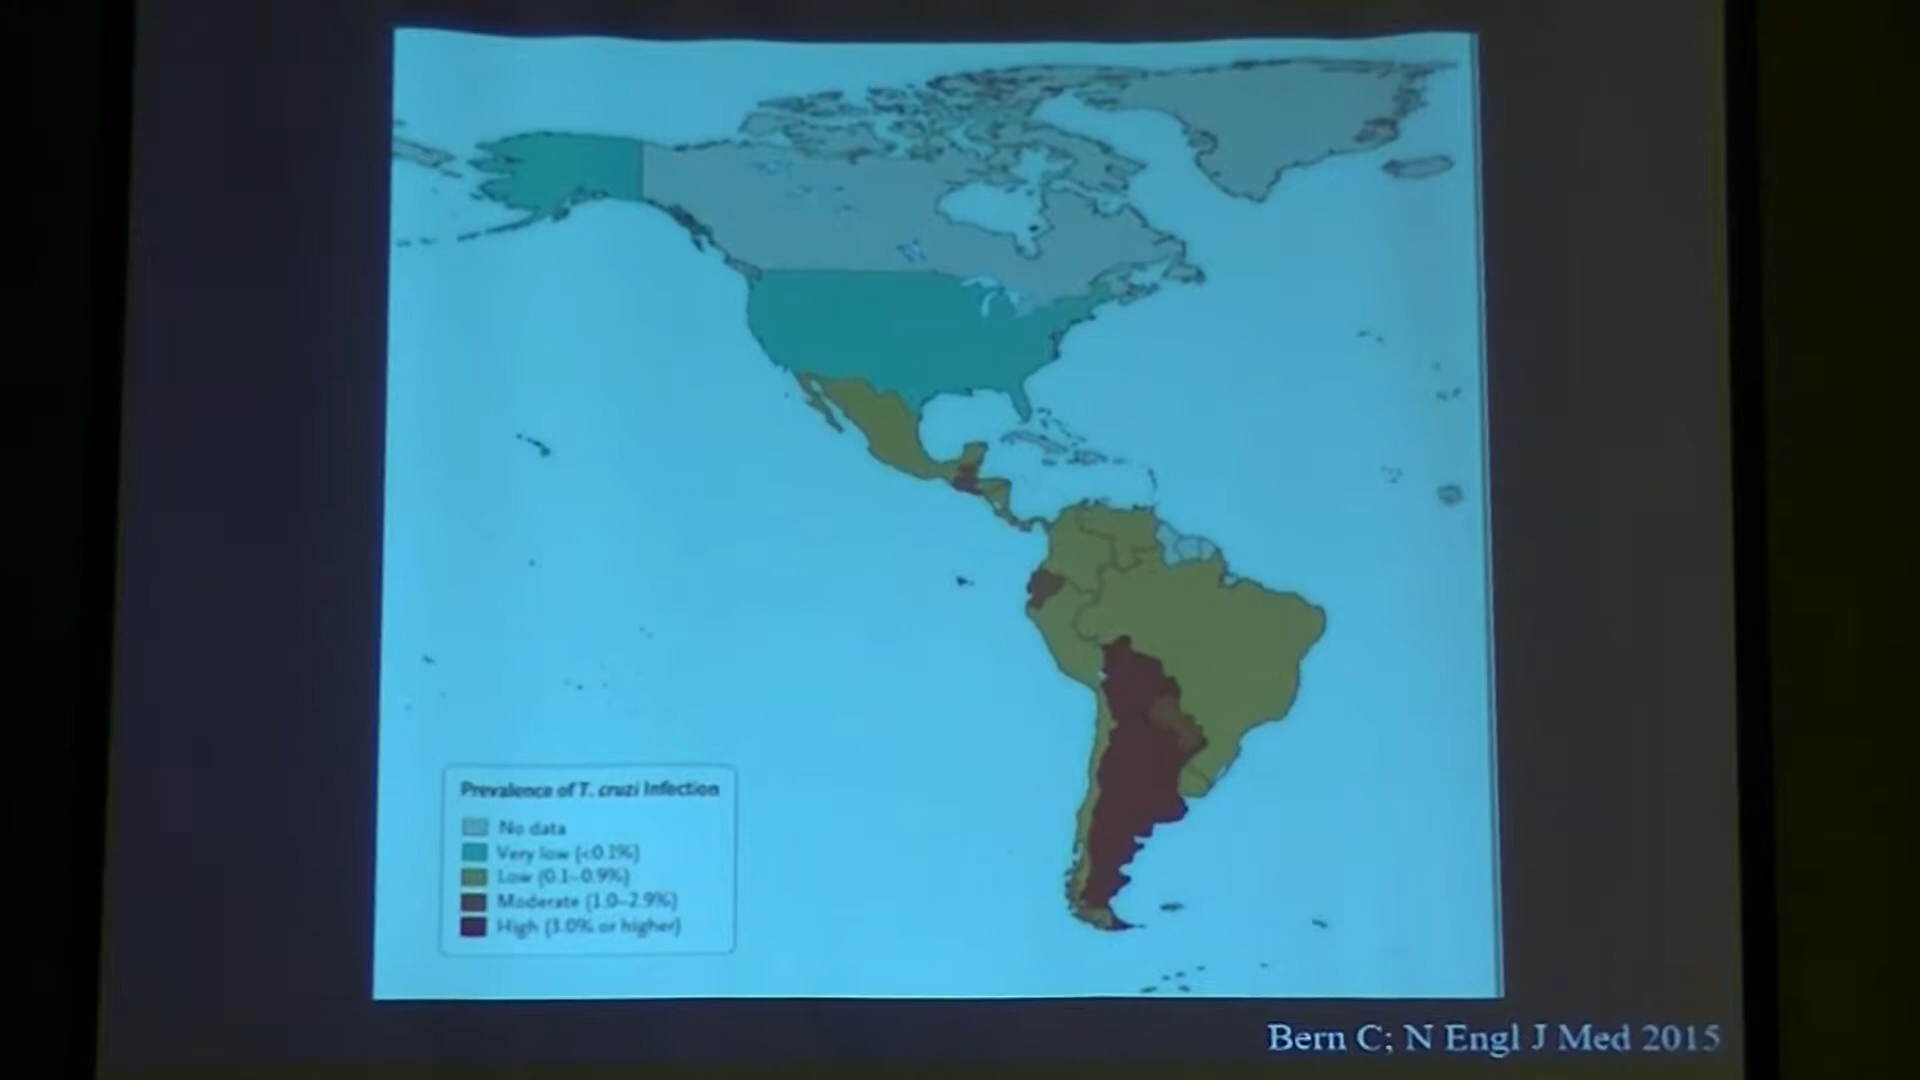 Prevalence of T. cruzi Infection
No data
Very low (<0.1%)
Low (0.1–0.9%)
Moderate (1.0–2.9%)
High (3.0% or higher)
Bern C; N Engl J Med 2015